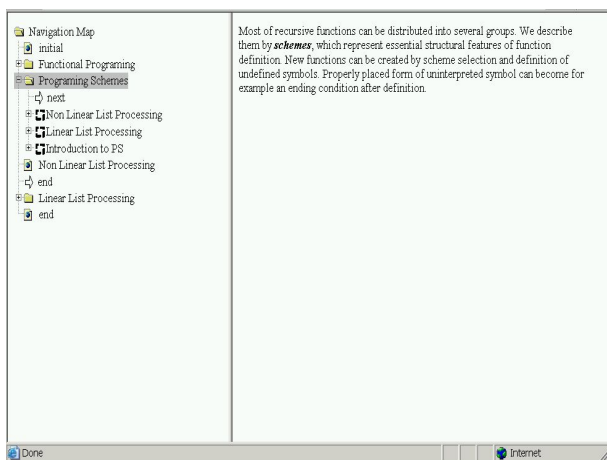 Navigation Map
initial
Functional Programing
Programing Schemes
next
Non Linear List Processing
Linear List Processing
Introduction to PS
Non Linear List Processing
end
Linear List Processing
end
Most of recursive functions can be distributed into several groups. We describe
them by schemes, which represent essential structural features of function
definition. New functions can be created by scheme selection and definition of
undefined symbols. Properly placed form of uninterpreted symbol can become for
example an ending condition after definition.
Done
Internet